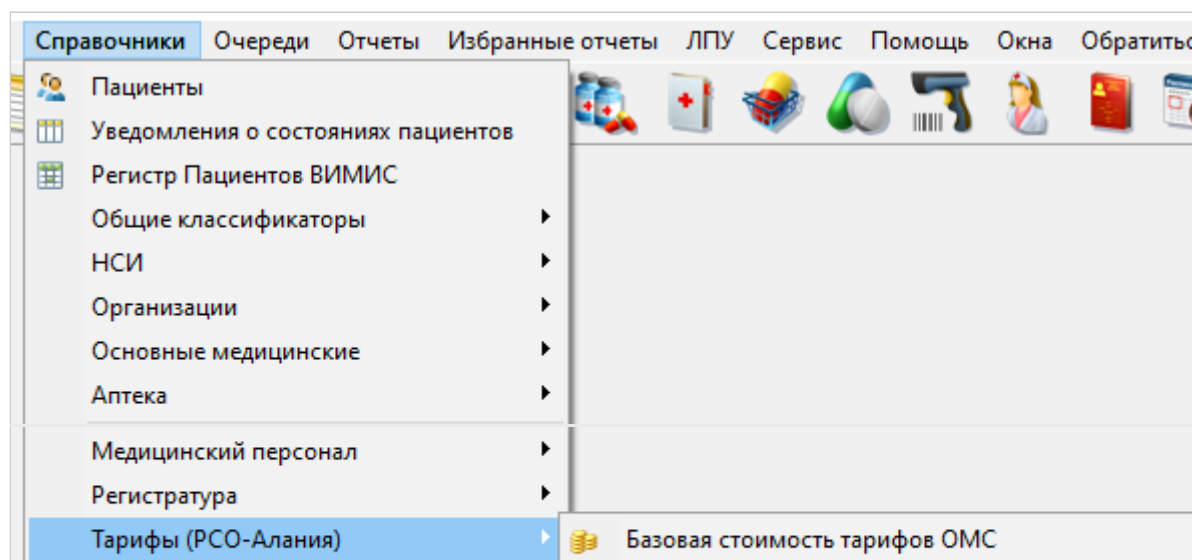 Справочники Очереди Отчеты Избранные отчеты ЛПУ Сервис Помощь Окна
Пациенты
Уведомления о состояниях пациентов
Регистр Пациентов ВИМИС
Общие классификаторы
НСИ
Организации
Основные медицинские
Аптека
Медицинский персонал
Регистратура
Тарифы (РСО-Алания) Базовая стоимость тарифов ОМС